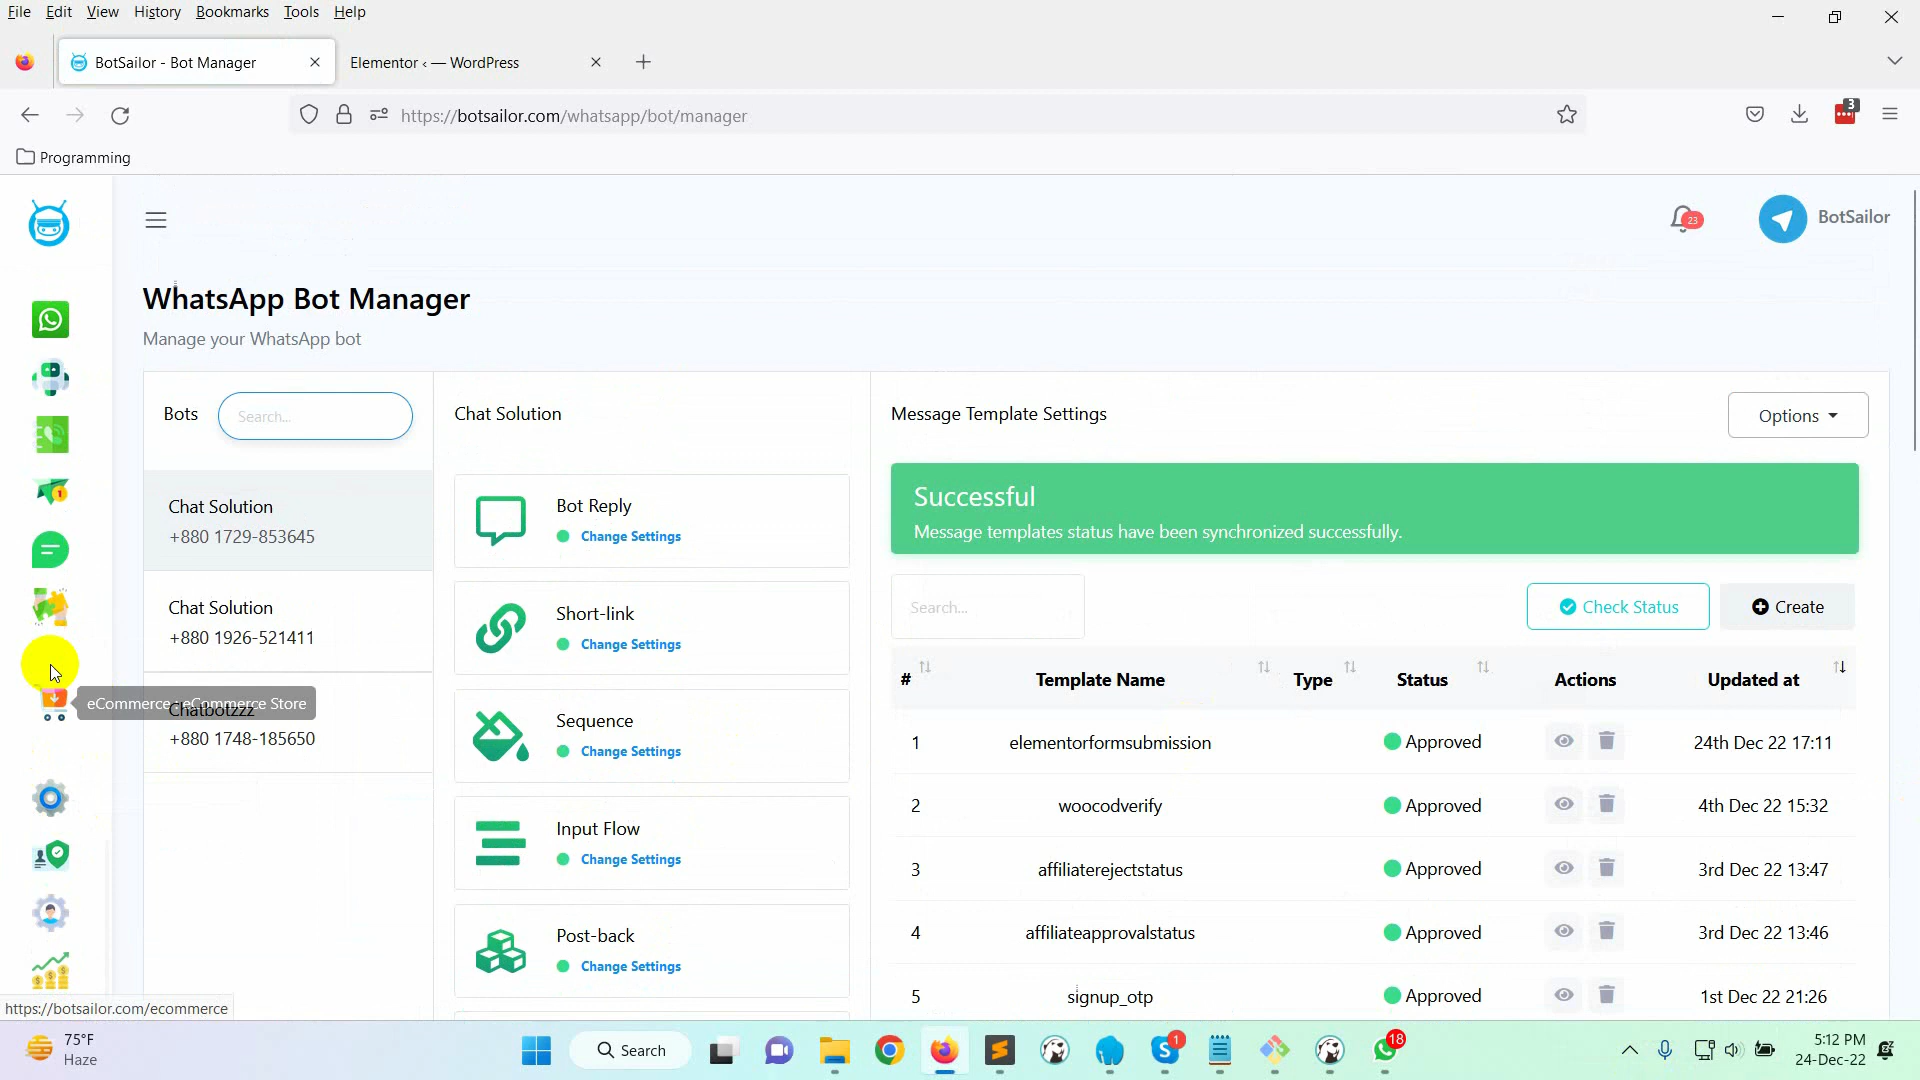 File Edit View History Bookmarks Tools Help
BotSailor - Bot Manager
Elementor ‹ — WordPress
https://botsailor.com/whatsapp/bot/manager
3
Programming
23
BotSailor
WhatsApp Bot Manager
Manage your WhatsApp bot
Bots
Search...
Chat Solution
+880 1729-853645
Chat Solution
+880 1926-521411
Chatbotzzz
+880 1748-185650
eCommerce : eCommerce Store
1
Chat Solution
Bot Reply
Change Settings
Short-link
Change Settings
Sequence
Change Settings
Input Flow
Change Settings
Post-back
Change Settings
Message Template Settings
Options
Successful
Message templates status have been synchronized successfully.
Search...
Check Status
Create
# Template Name Type Status Actions Updated at
1 elementorformsubmission Approved 24th Dec 22 17:11
2 woocodverify Approved 4th Dec 22 15:32
3 affiliaterejectstatus Approved 3rd Dec 22 13:47
4 affiliateapprovalstatus Approved 3rd Dec 22 13:46
5 signup_otp Approved 1st Dec 22 21:26
https://botsailor.com/ecommerce
75°F
Haze
Search
1
18
5:12 PM
24-Dec-22